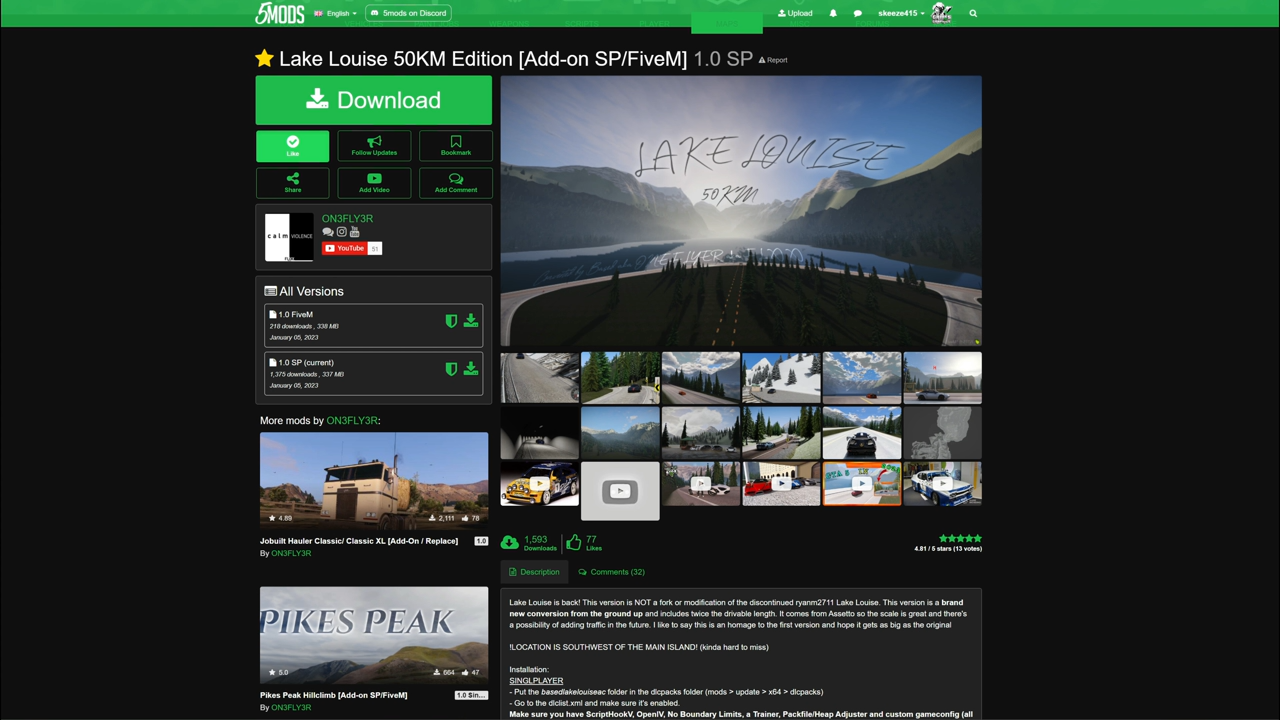 5MODS
English
5mods on Discord
Upload
skeeze415
WEAPONS
SCRIPTS
PLAYER
MAPS
Lake Louise 50KM Edition [Add-on SP/FiveM] 1.0 SP
Report
Download
Like
Follow Updates
Bookmark
Share
Add Video
Add Comment
calm VIOLENCE
ON3FLY3R
YouTube 51
LAKE LOUISE
50KM
All Versions
1.0 FiveM
218 downloads , 338 MB
January 05, 2023
1.0 SP (current)
1,375 downloads , 337 MB
January 05, 2023
More mods by ON3FLY3R:
4.89
2,111
78
Jobuilt Hauler Classic/ Classic XL [Add-On / Replace]
1.0
By ON3FLY3R
PIKES PEAK
5.0
664
47
Pikes Peak Hillclimb [Add-on SP/FiveM]
1.0 Sin...
By ON3FLY3R
1,593
Downloads
77
Likes
4.81 / 5 stars (13 votes)
Description
Comments (32)
Lake Louise is back! This version is NOT a fork or modification of the discontinued ryanm2711 Lake Louise. This version is a brand
new conversion from the ground up and includes twice the drivable length. It comes from Assetto so the scale is great and there's
a possibility of adding traffic in the future. I like to say this is an homage to the first version and hope it gets as big as the original
!LOCATION IS SOUTHWEST OF THE MAIN ISLAND! (kinda hard to miss)
Installation:
SINGLPLAYER
- Put the basedlakelouiseac folder in the dlcpacks folder (mods > update > x64 > dlcpacks)
- Go to the dlclist.xml and make sure it's enabled.
Make sure you have ScriptHookV, OpenIV, No Boundary Limits, a Trainer, Packfile/Heap Adjuster and custom gameconfig (all